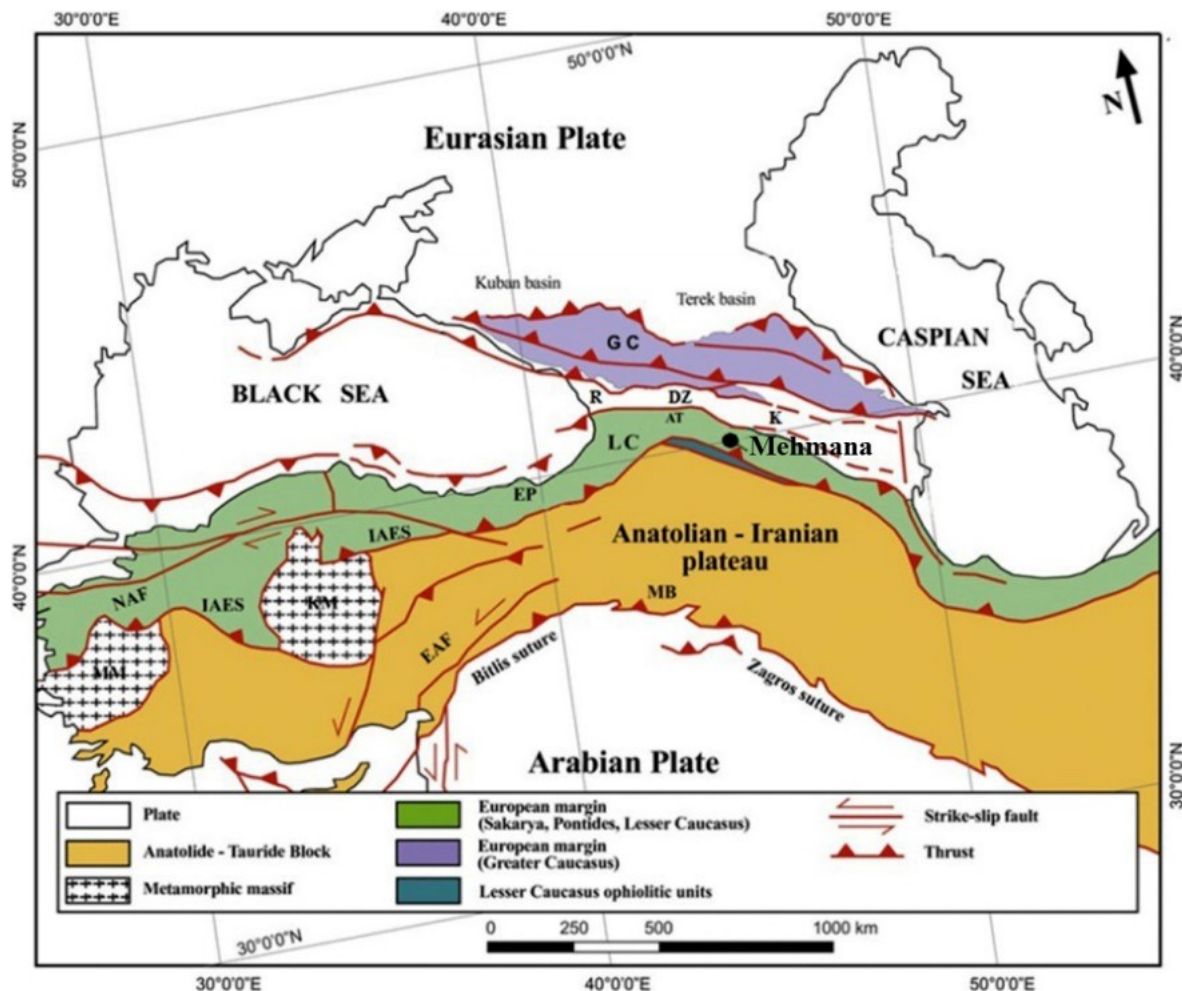 30°0'0"E
40°0'0"E
50°0'0"E
50°0'0"N
N
Eurasian Plate
50°0'0"N
Kuban basin
Terek basin
CASPIAN
SEA
40°0'0"N
G C
BLACK SEA
R
DZ
AT
K
L C
Mehmana
EP
IAES
Anatolian - Iranian
plateau
40°0'0"N
NAF
IAES
KM
MB
EAF
Bitlis suture
MM
Zagros suture
Arabian Plate
30°0'0"N
Plate
Anatolide - Tauride Block
Metamorphic massif
European margin
(Sakarya, Pontides, Lesser Caucasus)
European margin
(Greater Caucasus)
Lesser Caucasus ophiolitic units
Strike-slip fault
Thrust
0 250 500 1000 km
30°0'0"N
30°0'0"E
40°0'0"E
50°0'0"E